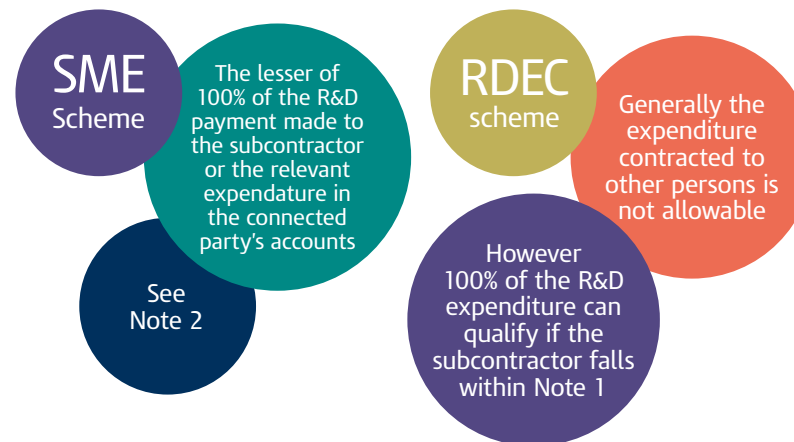 SME
Scheme
The lesser of
100% of the R&D
payment made to
the subcontractor
or the relevant
expendature in
the connected
party's accounts
See
Note 2
RDEC
scheme
Generally the
expenditure
contracted to
other persons is
not allowable
However
100% of the R&D
expenditure can
qualify if the
subcontractor falls
within Note 1